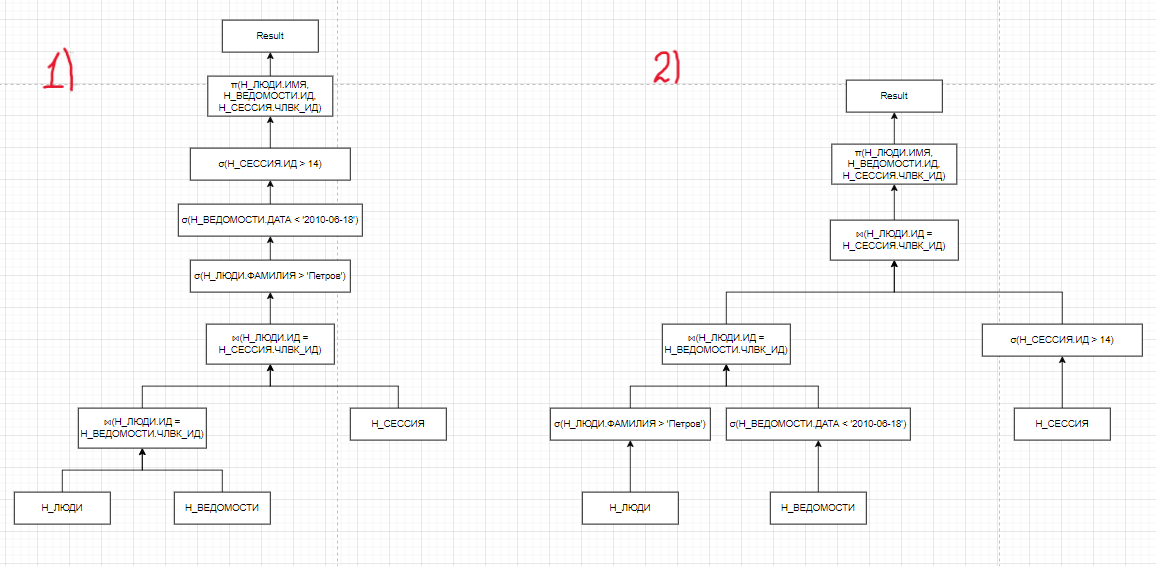 1)
Result
π(Н_ЛЮДИ.ИМЯ,
Н_ВЕДОМОСТИ.ИД,
Н_СЕССИЯ.ЧЛВК_ИД)
σ(Н_СЕССИЯ.ИД > 14)
σ(Н_ВЕДОМОСТИ.ДАТА < '2010-06-18')
σ(Н_ЛЮДИ.ФАМИЛИЯ > 'Петров')
⋈(Н_ЛЮДИ.ИД =
Н_СЕССИЯ.ЧЛВК_ИД)
⋈(Н_ЛЮДИ.ИД =
Н_ВЕДОМОСТИ.ЧЛВК_ИД)
Н_СЕССИЯ
Н_ЛЮДИ
Н_ВЕДОМОСТИ
2)
Result
π(Н_ЛЮДИ.ИМЯ,
Н_ВЕДОМОСТИ.ИД,
Н_СЕССИЯ.ЧЛВК_ИД)
⋈(Н_ЛЮДИ.ИД =
Н_СЕССИЯ.ЧЛВК_ИД)
⋈(Н_ЛЮДИ.ИД =
Н_ВЕДОМОСТИ.ЧЛВК_ИД)
σ(Н_СЕССИЯ.ИД > 14)
σ(Н_ЛЮДИ.ФАМИЛИЯ > 'Петров')
σ(Н_ВЕДОМОСТИ.ДАТА < '2010-06-18')
Н_СЕССИЯ
Н_ЛЮДИ
Н_ВЕДОМОСТИ